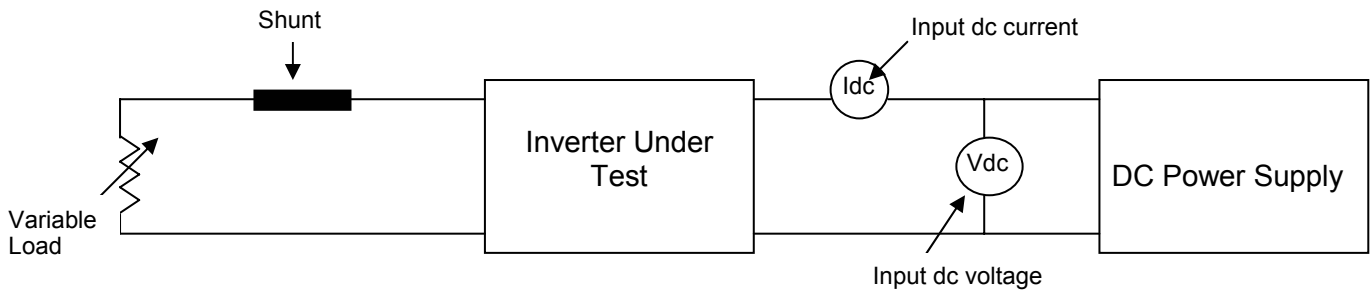 Shunt
Input dc current
Idc
Inverter Under
Test
Vdc
DC Power Supply
Variable
Load
Input dc voltage